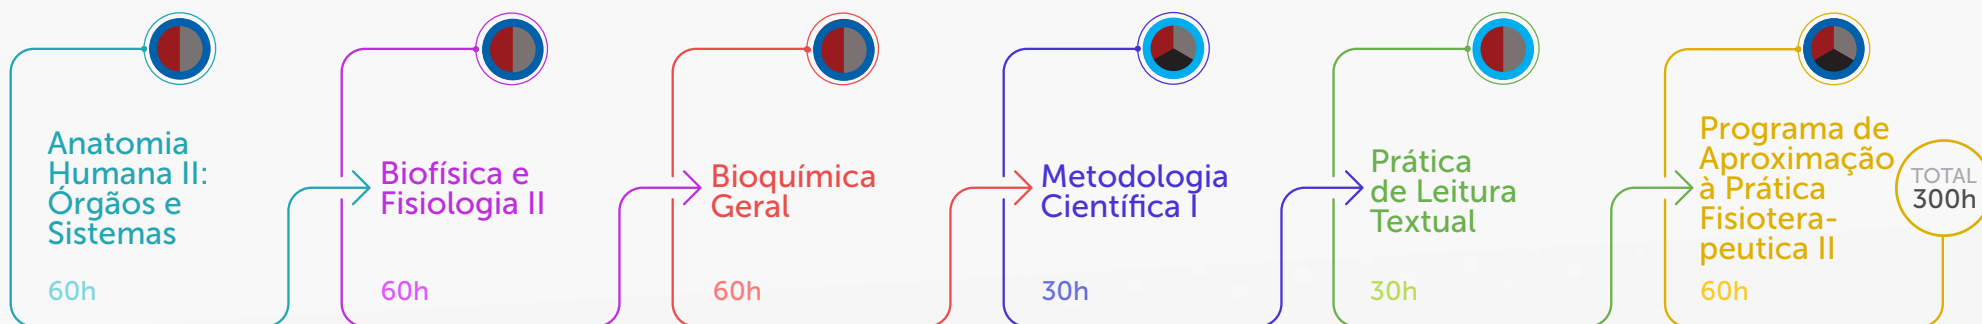 Anatomia
Humana II:
Órgãos e
Sistemas
60h
Biofísica e
Fisiologia II
60h
Bioquímica
Geral
60h
Metodologia
Científica I
30h
Prática
de Leitura
Textual
30h
Programa de
Aproximação
à Prática
Fisiotera-
peutica II
60h
TOTAL
300h